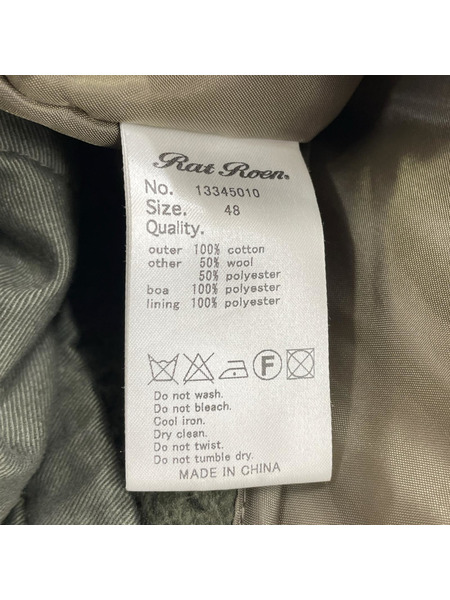 Rat Roen®
No. 13345010
Size. 48
Quality.
outer 100% cotton
other 50% wool
50% polyester
boa 100% polyester
lining 100% polyester
F
Do not wash.
Do not bleach.
Cool iron.
Dry clean.
Do not twist.
Do not tumble dry.
MADE IN CHINA